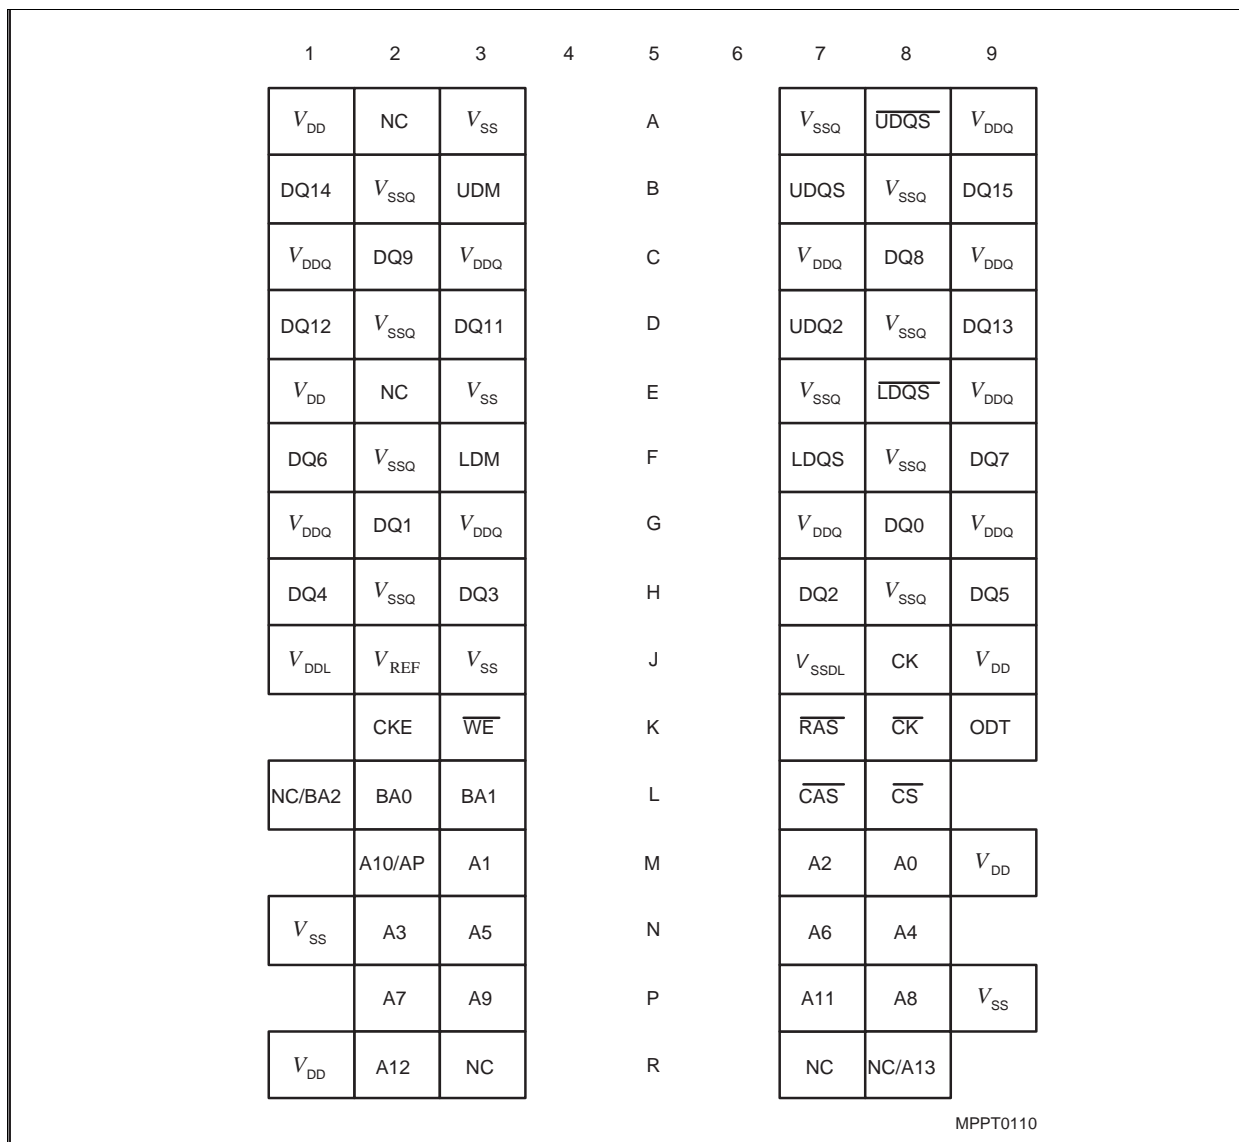 1 2 3 4 5 6 7 8 9
VDD NC VSS A VSSQ UDQS VDDQ
DQ14 VSSQ UDM B UDQS VSSQ DQ15
VDDQ DQ9 VDDQ C VDDQ DQ8 VDDQ
DQ12 VSSQ DQ11 D UDQ2 VSSQ DQ13
VDD NC VSS E VSSQ LDQS VDDQ
DQ6 VSSQ LDM F LDQS VSSQ DQ7
VDDQ DQ1 VDDQ G VDDQ DQ0 VDDQ
DQ4 VSSQ DQ3 H DQ2 VSSQ DQ5
VDDL VREF VSS J VSSDL CK VDD
CKE WE K RAS CK ODT
NC/BA2 BA0 BA1 L CAS CS
A10/AP A1 M A2 A0 VDD
VSS A3 A5 N A6 A4
A7 A9 P A11 A8 VSS
VDD A12 NC R NC NC/A13
MPPT0110